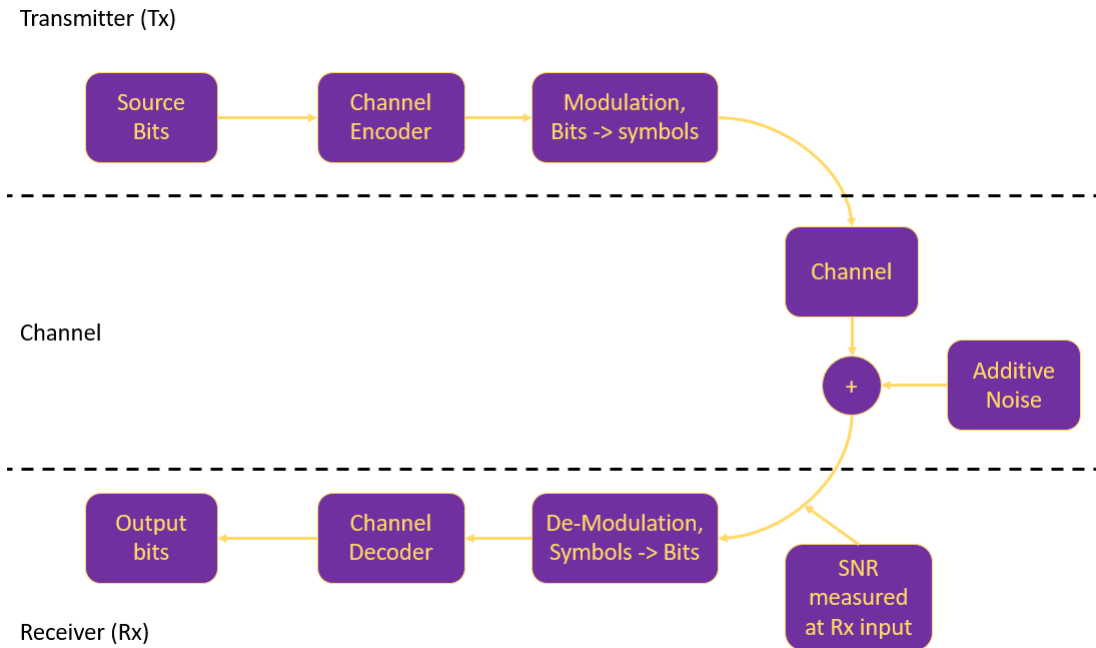 Transmitter (Tx)
Source
Bits
Channel
Encoder
Modulation,
Bits -> symbols
Channel
Channel
+
Additive
Noise
Output
bits
Channel
Decoder
De-Modulation,
Symbols -> Bits
SNR
measured
at Rx input
Receiver (Rx)